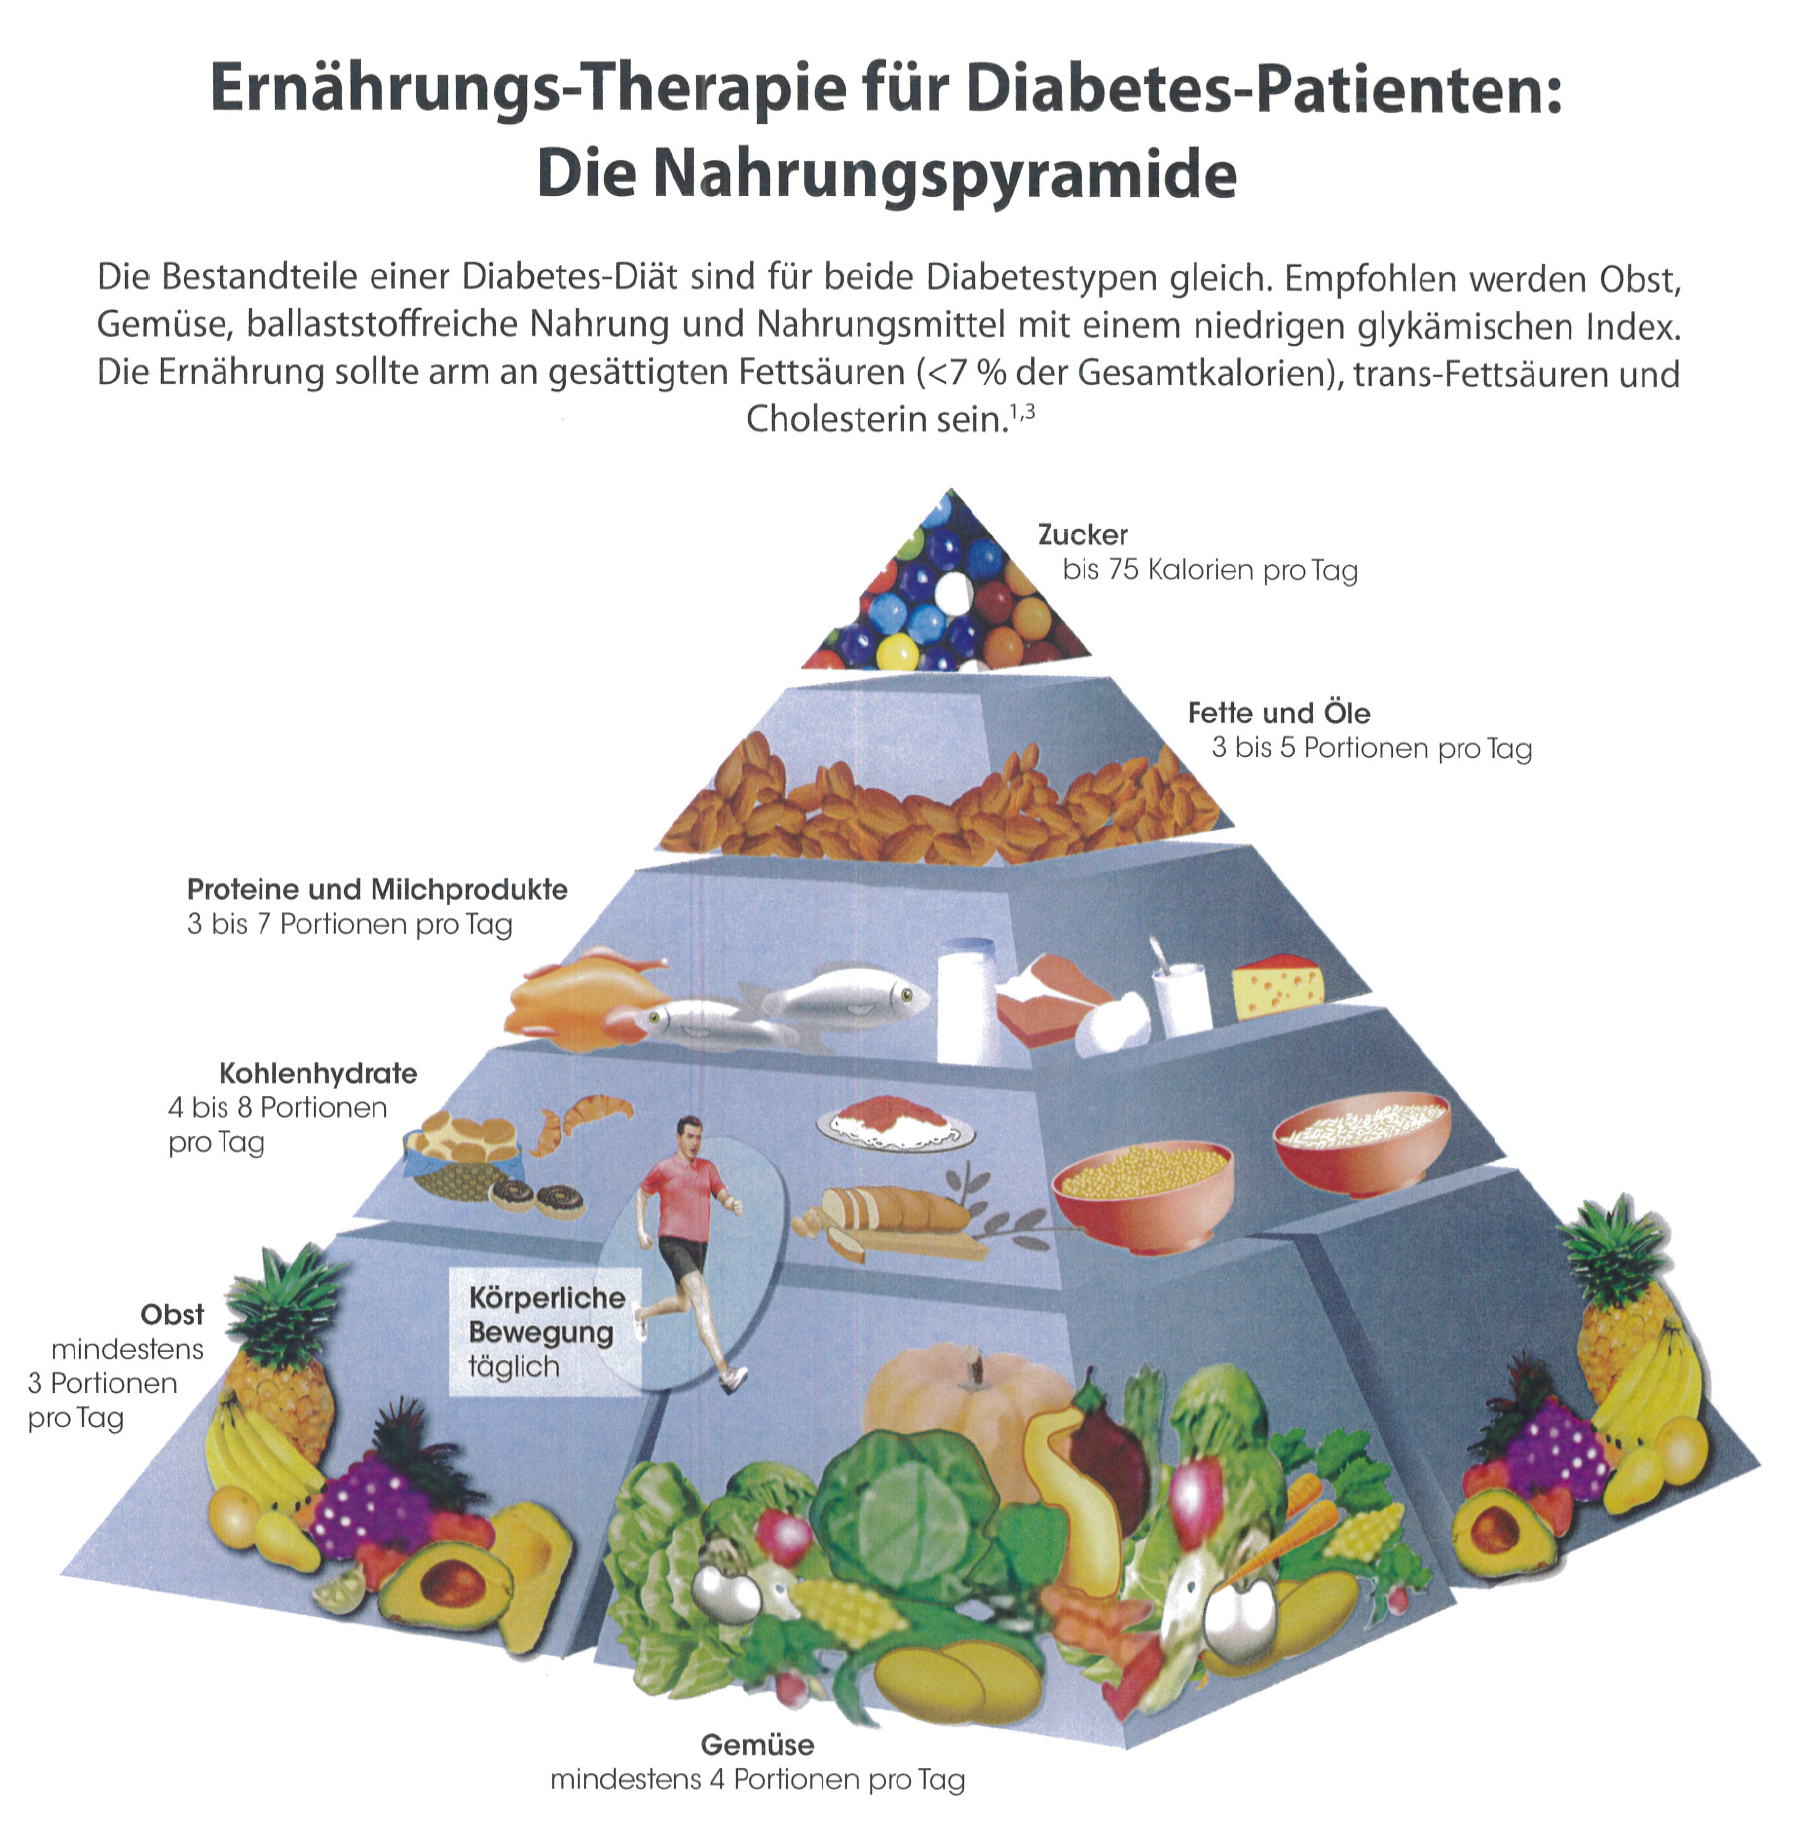 Ernährungs-Therapie für Diabetes-Patienten:
Die Nahrungspyramide
Die Bestandteile einer Diabetes-Diät sind für beide Diabetestypen gleich. Empfohlen werden Obst,
Gemüse, ballaststoffreiche Nahrung und Nahrungsmittel mit einem niedrigen glykämischen Index.
Die Ernährung sollte arm an gesättigten Fettsäuren (<7 % der Gesamtkalorien), trans-Fettsäuren und
Cholesterin sein.¹,³
Zucker
bis 75 Kalorien pro Tag
Fette und Öle
3 bis 5 Portionen pro Tag
Proteine und Milchprodukte
3 bis 7 Portionen pro Tag
Kohlenhydrate
4 bis 8 Portionen
pro Tag
Obst
mindestens
3 Portionen
pro Tag
Körperliche
Bewegung
täglich
Gemüse
mindestens 4 Portionen pro Tag